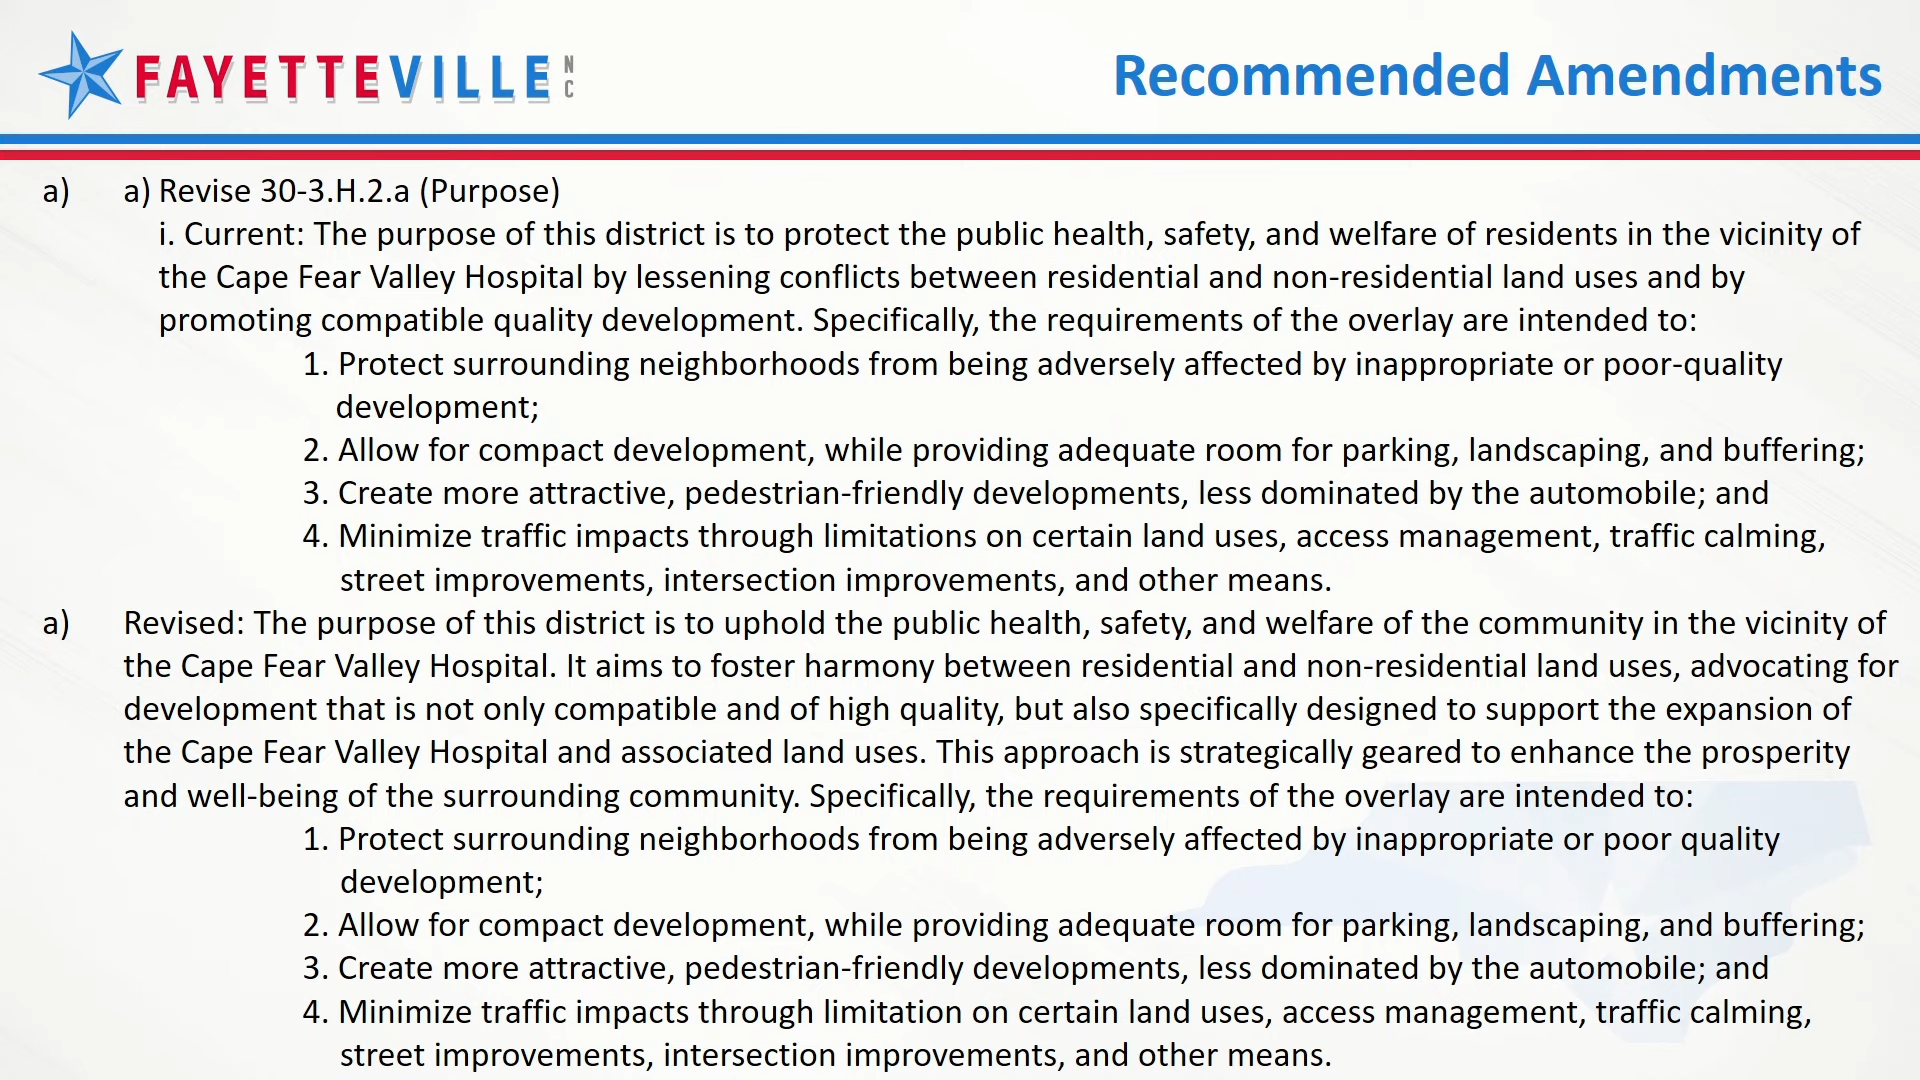 FAYETTEVILLE NC
Recommended Amendments
a) a) Revise 30-3.H.2.a (Purpose)
i. Current: The purpose of this district is to protect the public health, safety, and welfare of residents in the vicinity of
the Cape Fear Valley Hospital by lessening conflicts between residential and non-residential land uses and by
promoting compatible quality development. Specifically, the requirements of the overlay are intended to:
1. Protect surrounding neighborhoods from being adversely affected by inappropriate or poor-quality
development;
2. Allow for compact development, while providing adequate room for parking, landscaping, and buffering;
3. Create more attractive, pedestrian-friendly developments, less dominated by the automobile; and
4. Minimize traffic impacts through limitations on certain land uses, access management, traffic calming,
street improvements, intersection improvements, and other means.
a) Revised: The purpose of this district is to uphold the public health, safety, and welfare of the community in the vicinity of
the Cape Fear Valley Hospital. It aims to foster harmony between residential and non-residential land uses, advocating for
development that is not only compatible and of high quality, but also specifically designed to support the expansion of
the Cape Fear Valley Hospital and associated land uses. This approach is strategically geared to enhance the prosperity
and well-being of the surrounding community. Specifically, the requirements of the overlay are intended to:
1. Protect surrounding neighborhoods from being adversely affected by inappropriate or poor quality
development;
2. Allow for compact development, while providing adequate room for parking, landscaping, and buffering;
3. Create more attractive, pedestrian-friendly developments, less dominated by the automobile; and
4. Minimize traffic impacts through limitation on certain land uses, access management, traffic calming,
street improvements, intersection improvements, and other means.